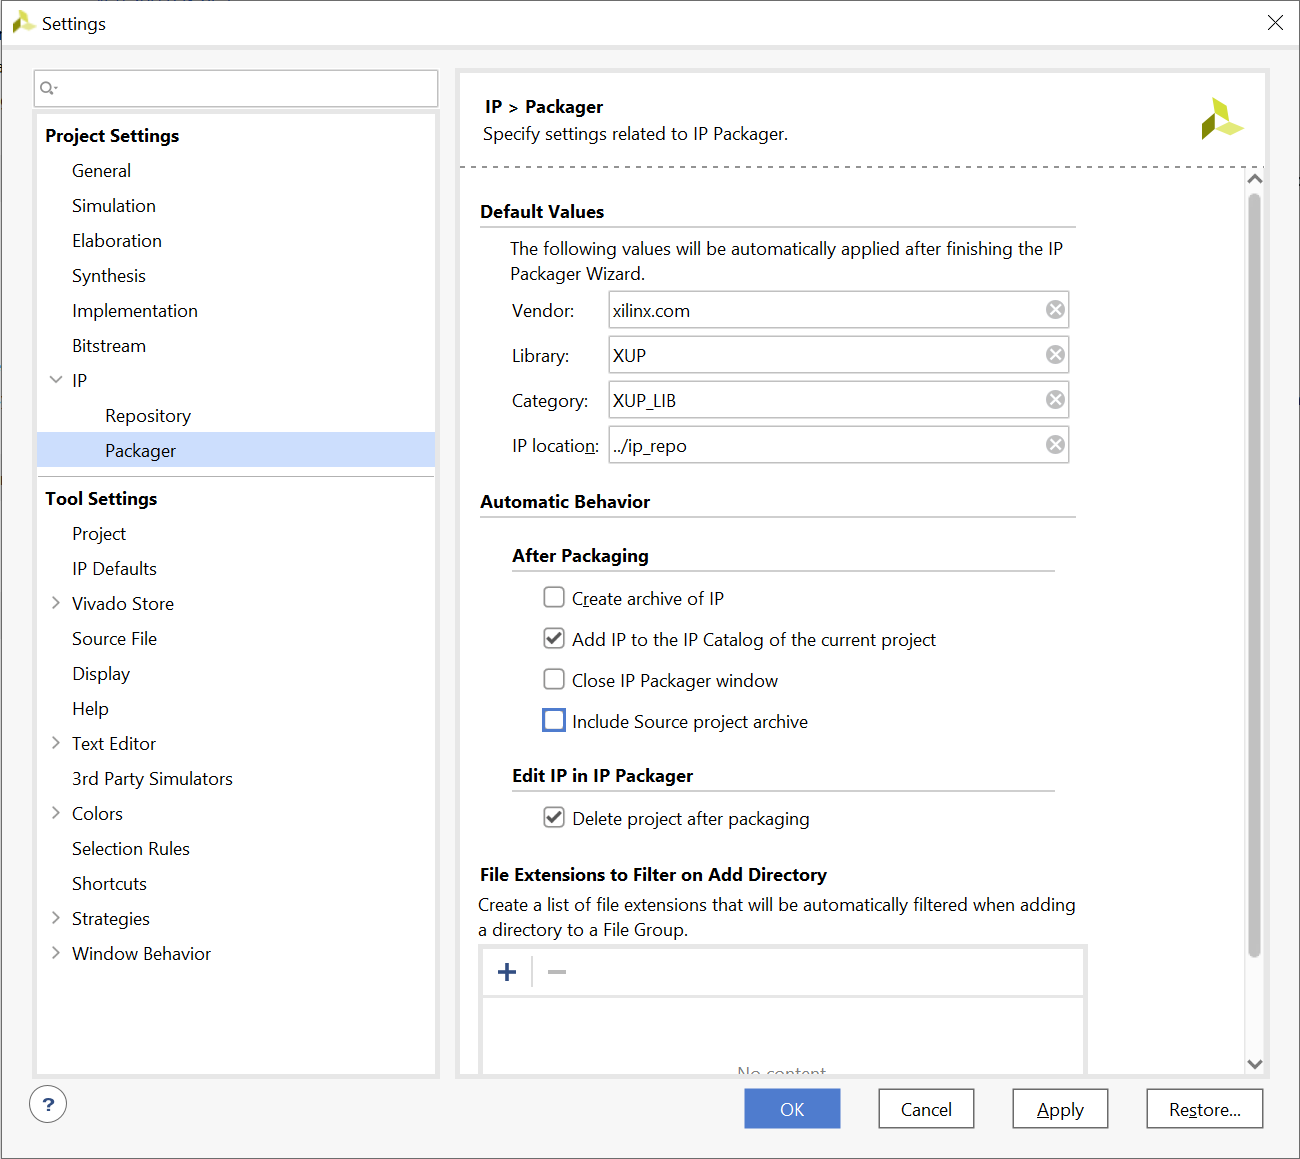 Settings
Project Settings
General
Simulation
Elaboration
Synthesis
Implementation
Bitstream
IP
Repository
Packager
Tool Settings
Project
IP Defaults
Vivado Store
Source File
Display
Help
Text Editor
3rd Party Simulators
Colors
Selection Rules
Shortcuts
Strategies
Window Behavior
IP > Packager
Specify settings related to IP Packager.
Default Values
The following values will be automatically applied after finishing the IP
Packager Wizard.
Vendor: xilinx.com
Library: XUP
Category: XUP_LIB
IP location: ../ip_repo
Automatic Behavior
After Packaging
Create archive of IP
Add IP to the IP Catalog of the current project
Close IP Packager window
Include Source project archive
Edit IP in IP Packager
Delete project after packaging
File Extensions to Filter on Add Directory
Create a list of file extensions that will be automatically filtered when adding
a directory to a File Group.
No content
? OK Cancel Apply Restore...